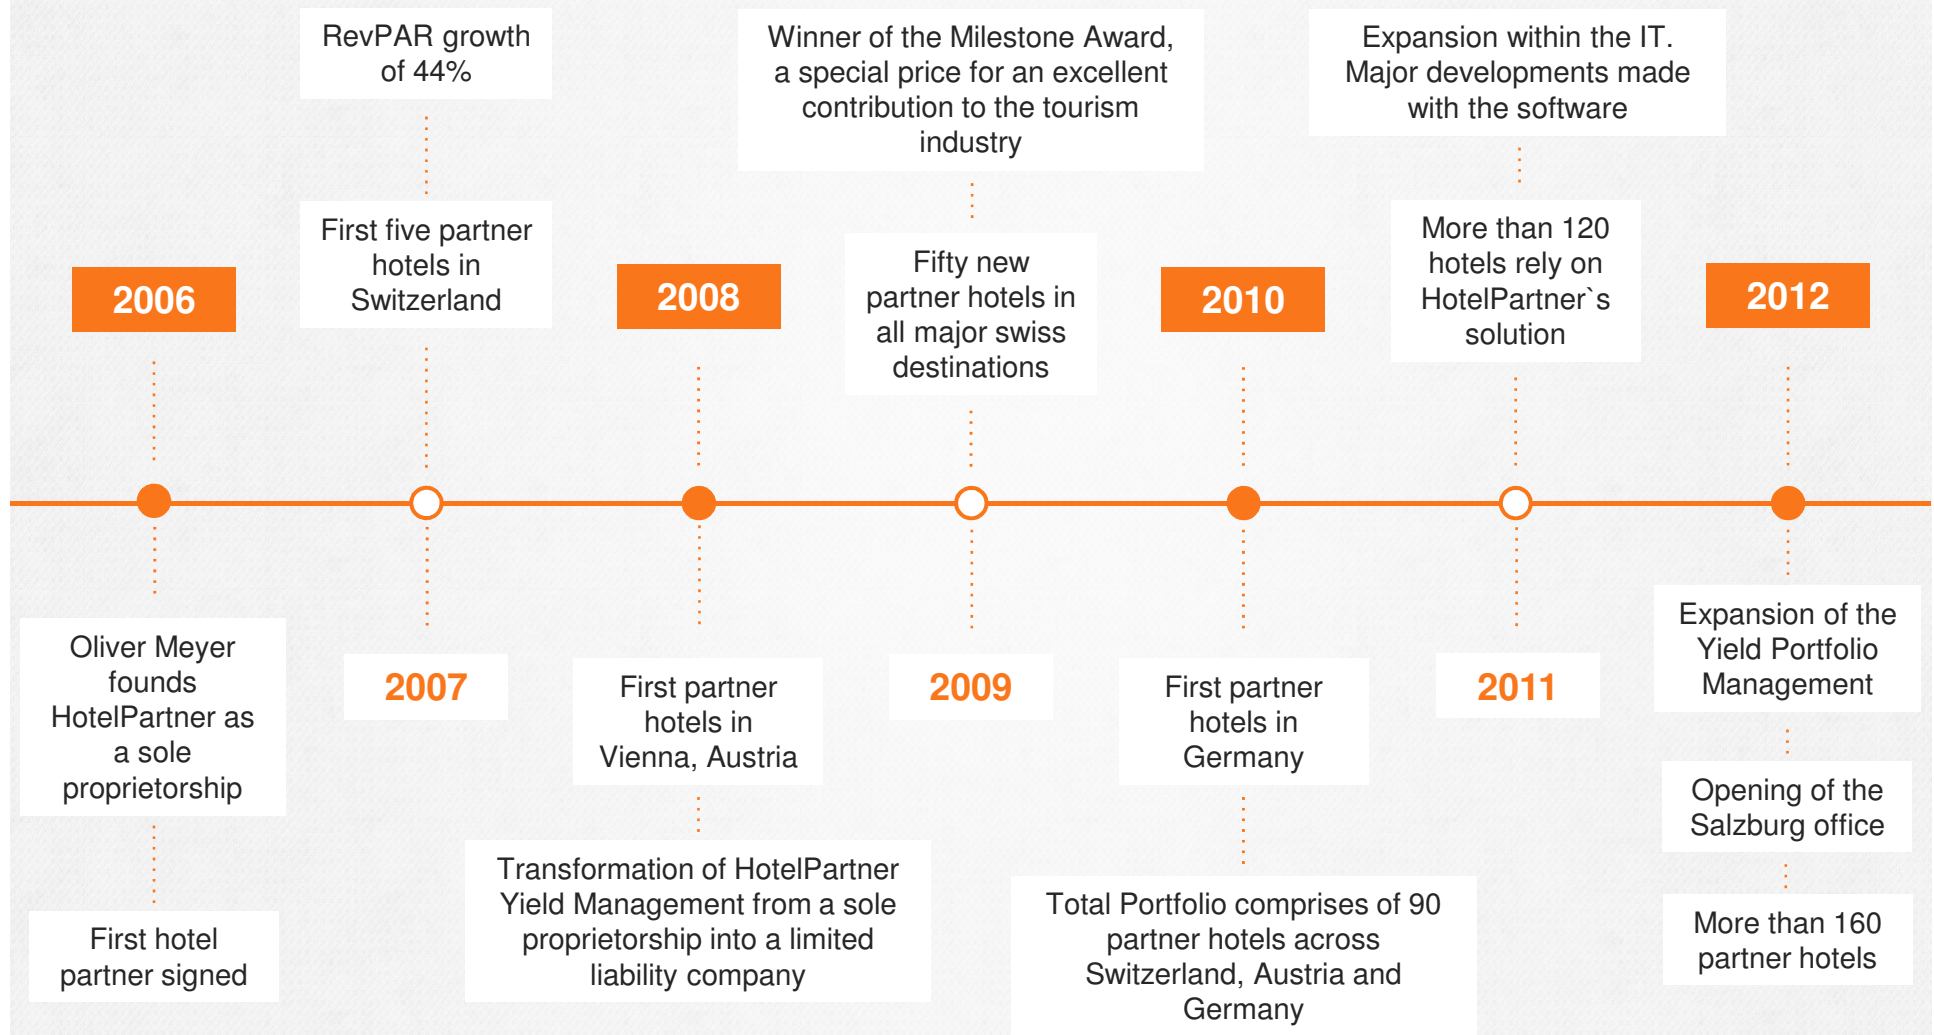 2006
Oliver Meyer
founds
HotelPartner as
a sole
proprietorship
First hotel
partner signed
RevPAR growth
of 44%
First five partner
hotels in
Switzerland
2007
2008
First partner
hotels in
Vienna, Austria
Transformation of HotelPartner
Yield Management from a sole
proprietorship into a limited
liability company
Winner of the Milestone Award,
a special price for an excellent
contribution to the tourism
industry
Fifty new
partner hotels in
all major swiss
destinations
2009
2010
First partner
hotels in
Germany
Total Portfolio comprises of 90
partner hotels across
Switzerland, Austria and
Germany
Expansion within the IT.
Major developments made
with the software
More than 120
hotels rely on
HotelPartner`s
solution
2011
2012
Expansion of the
Yield Portfolio
Management
Opening of the
Salzburg office
More than 160
partner hotels